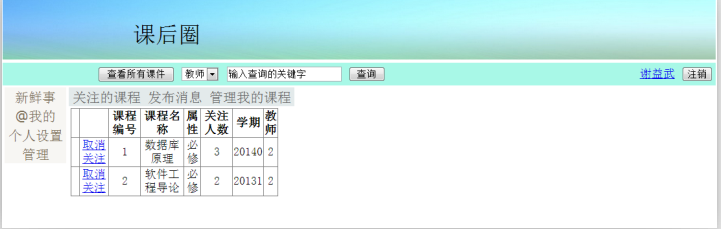 课后圈
查看所有课件 教师 输入查询的关键字 查询 谢益武 注销
新鲜事
@我的
个人设置
管理
关注的课程 发布消息 管理我的课程
课程编号 课程名称 属性 关注人数 学期 教师
取消关注 1 数据库原理 必修 3 20140 2
取消关注 2 软件工程导论 必修 2 20131 2